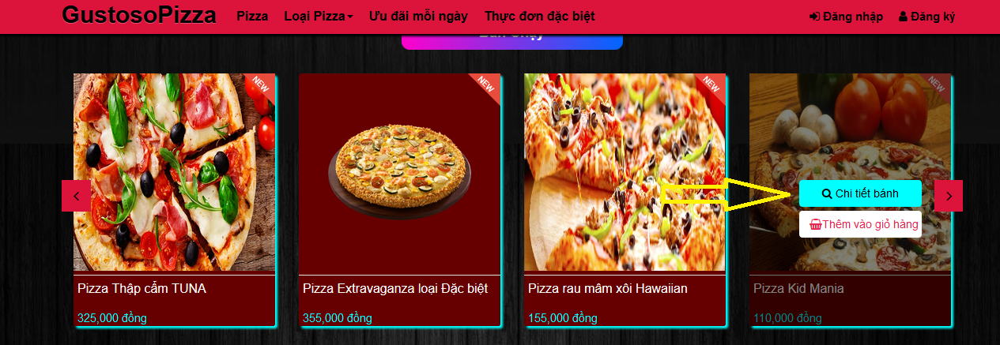 GustosoPizza Pizza Loại Pizza Ưu đãi mỗi ngày Thực đơn đặc biệt Đăng nhập Đăng ký
NEW NEW NEW NEW
Chi tiết bánh
Thêm vào giỏ hàng
Pizza Thập cẩm TUNA Pizza Extravaganza loại Đặc biệt Pizza rau mâm xôi Hawaiian Pizza Kid Mania
325,000 đồng 355,000 đồng 155,000 đồng 110,000 đồng